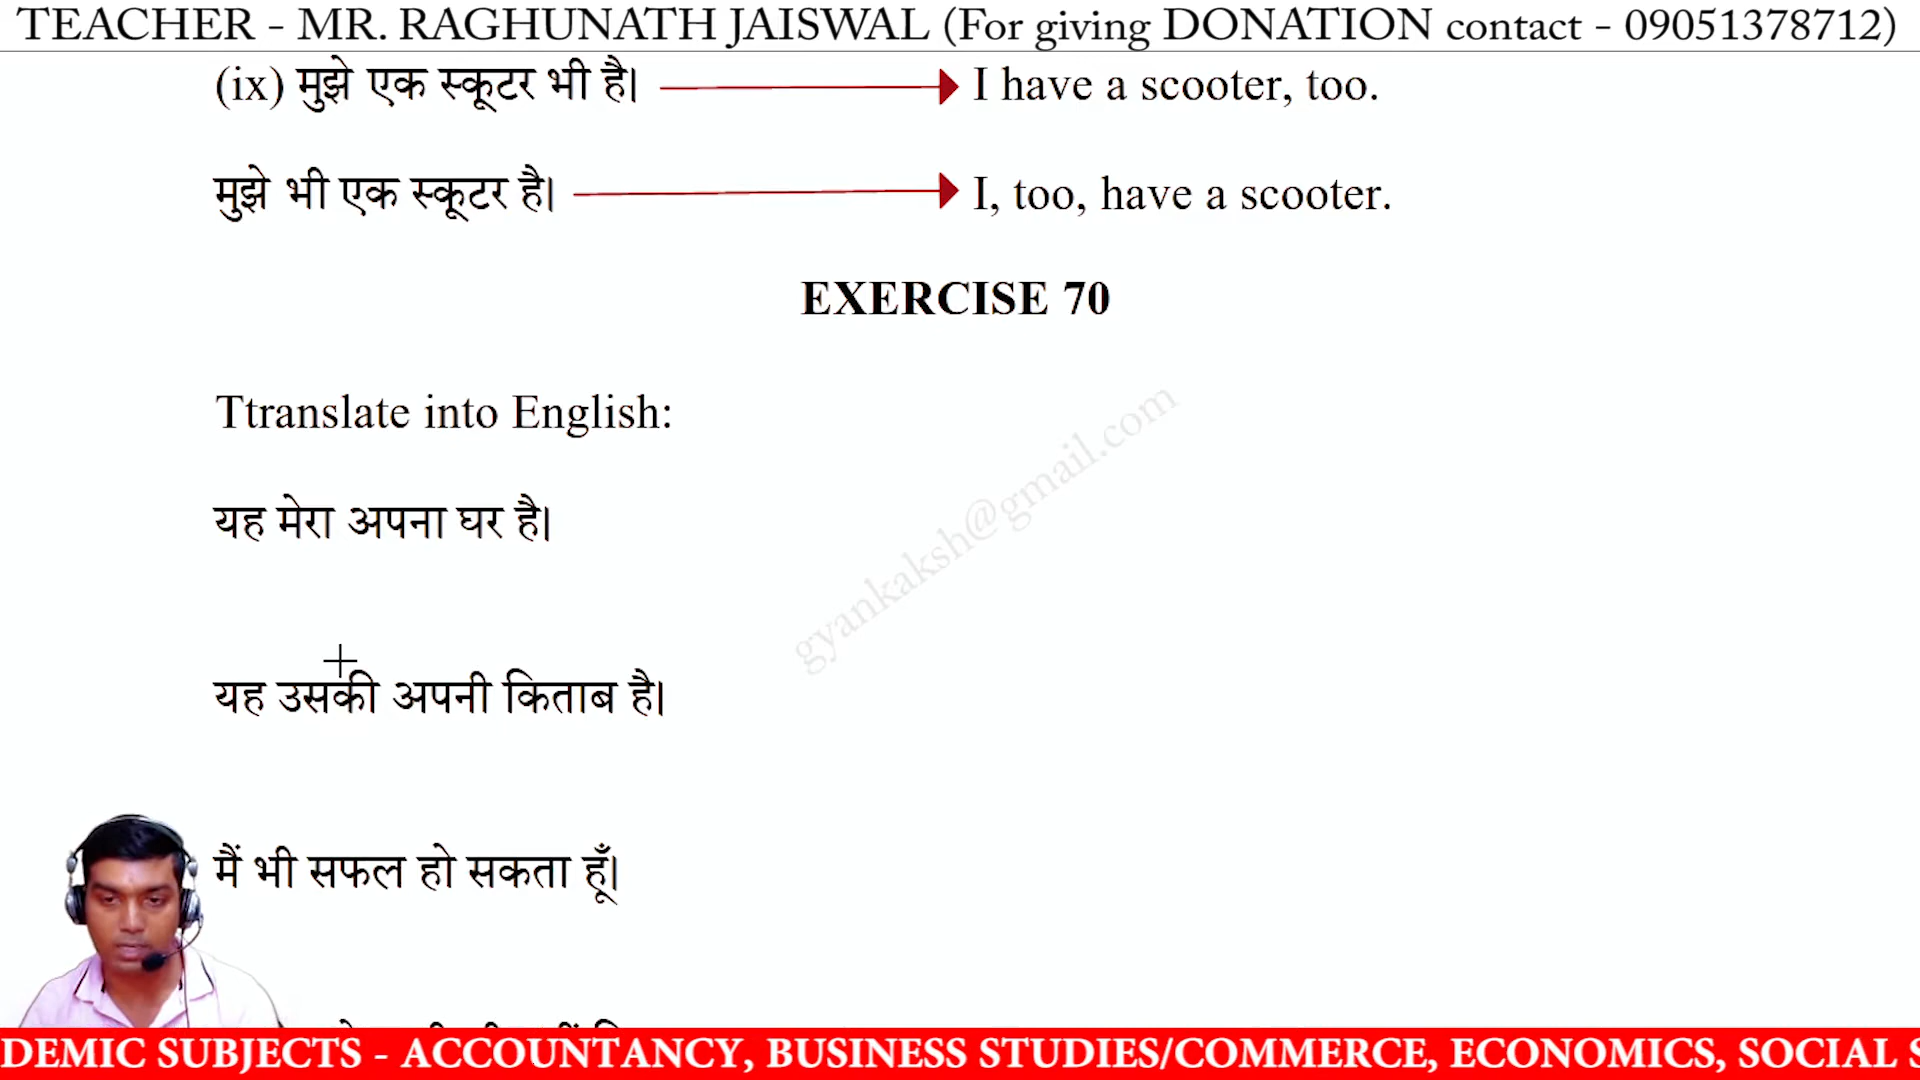 TEACHER - MR. RAGHUNATH JAISWAL (For giving DONATION contact - 09051378712)
(ix) मुझे एक स्कूटर भी है। I have a scooter, too.
मुझे भी एक स्कूटर है। I, too, have a scooter.
EXERCISE 70
Ttranslate into English:
यह मेरा अपना घर है।
gyankaksh@gmail.com
यह उसकी अपनी किताब है।
मैं भी सफल हो सकता हूँ।
DEMIC SUBJECTS - ACCOUNTANCY, BUSINESS STUDIES/COMMERCE, ECONOMICS, SOCIAL S